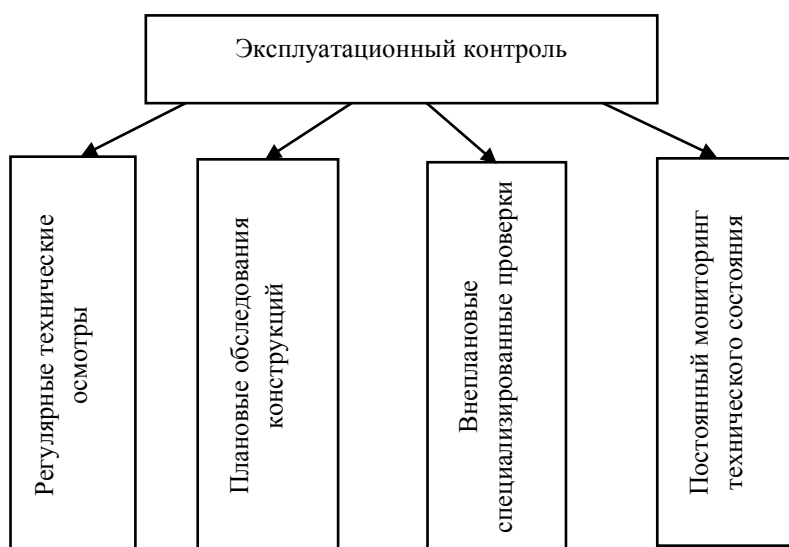 Эксплуатационный контроль
Регулярные технические
осмотры
Плановые обследования
конструкций
Внеплановые
специализированные проверки
Постоянный мониторинг
технического состояния